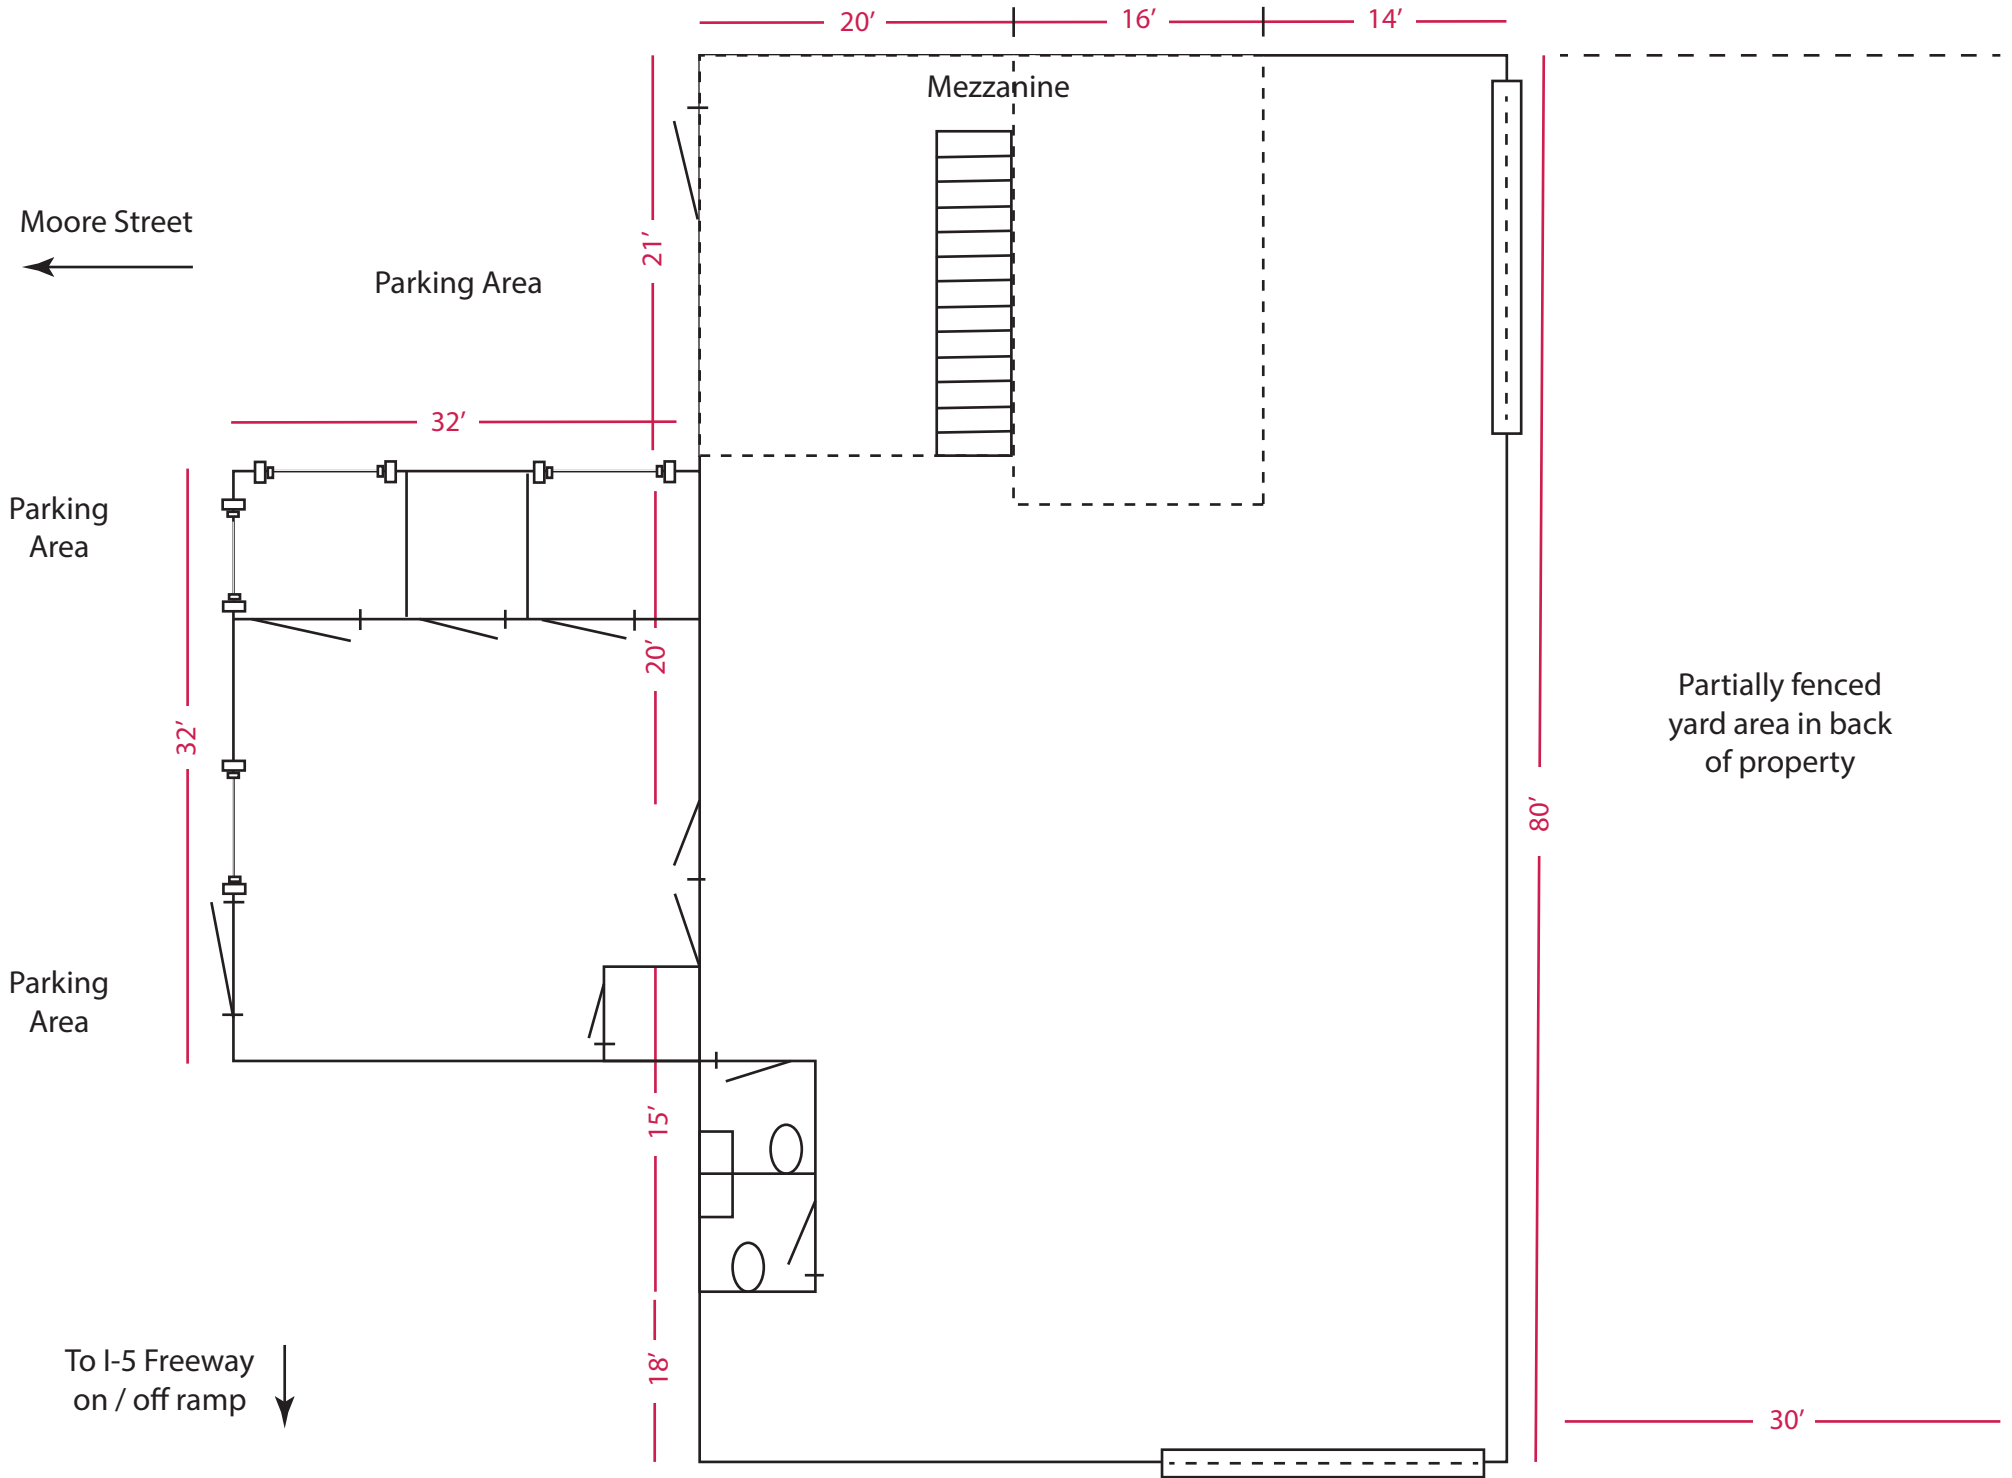 20’
16’
14’
Mezzanine
Moore Street
21’
Parking Area
32’
Parking
Area
20’
32’
Partially fenced
yard area in back
of property
80’
Parking
Area
15’
To I-5 Freeway
on / off ramp
18’
30’